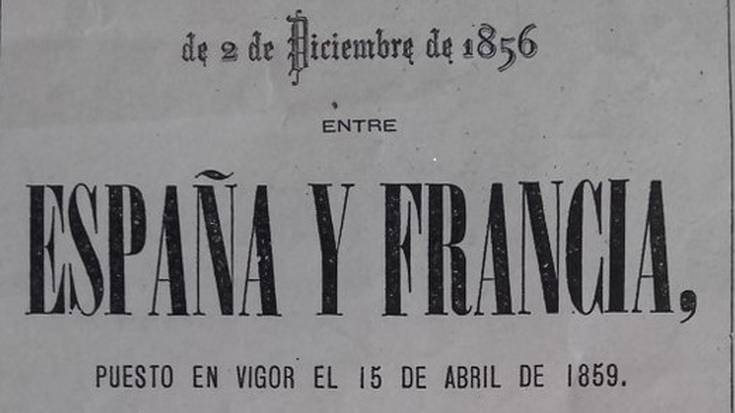 de 2 de Diciembre de 1856
ENTRE
ESPAÑA Y FRANCIA,
PUESTO EN VIGOR EL 15 DE ABRIL DE 1859.